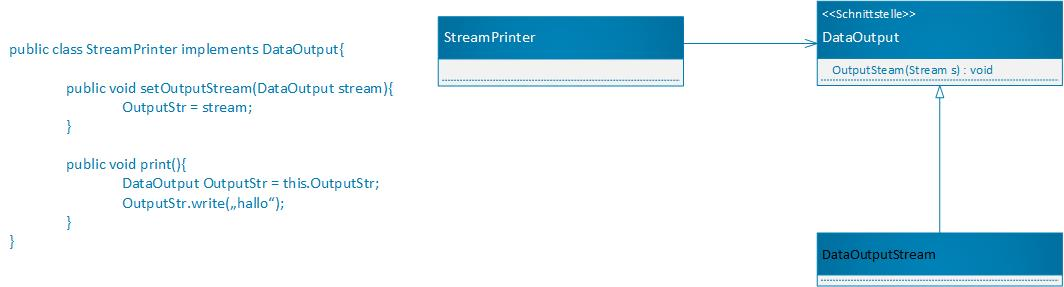 public class StreamPrinter implements DataOutput{
public void setOutputStream(DataOutput stream){
OutputStr = stream;
}
public void print(){
DataOutput OutputStr = this.OutputStr;
OutputStr.write(„hallo“);
}
}
StreamPrinter
<<Schnittstelle>>
DataOutput
OutputSteam(Stream s) : void
DataOutputStream